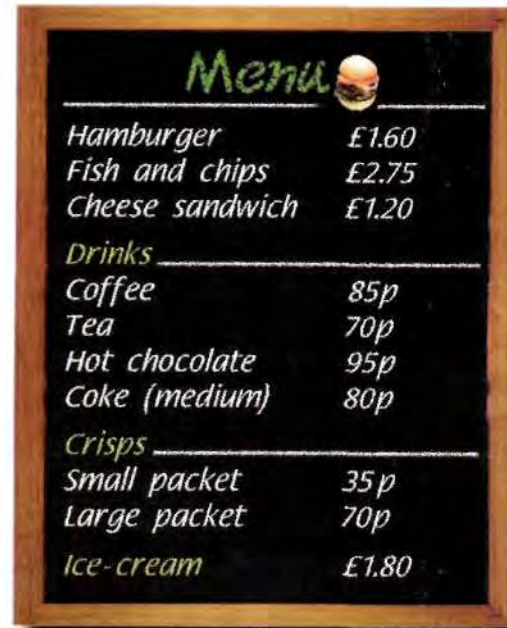 Menu
Hamburger £1.60
Fish and chips £2.75
Cheese sandwich £1.20
Drinks
Coffee 85p
Tea 70p
Hot chocolate 95p
Coke (medium) 80p
Crisps
Small packet 35p
Large packet 70p
Ice-cream £1.80